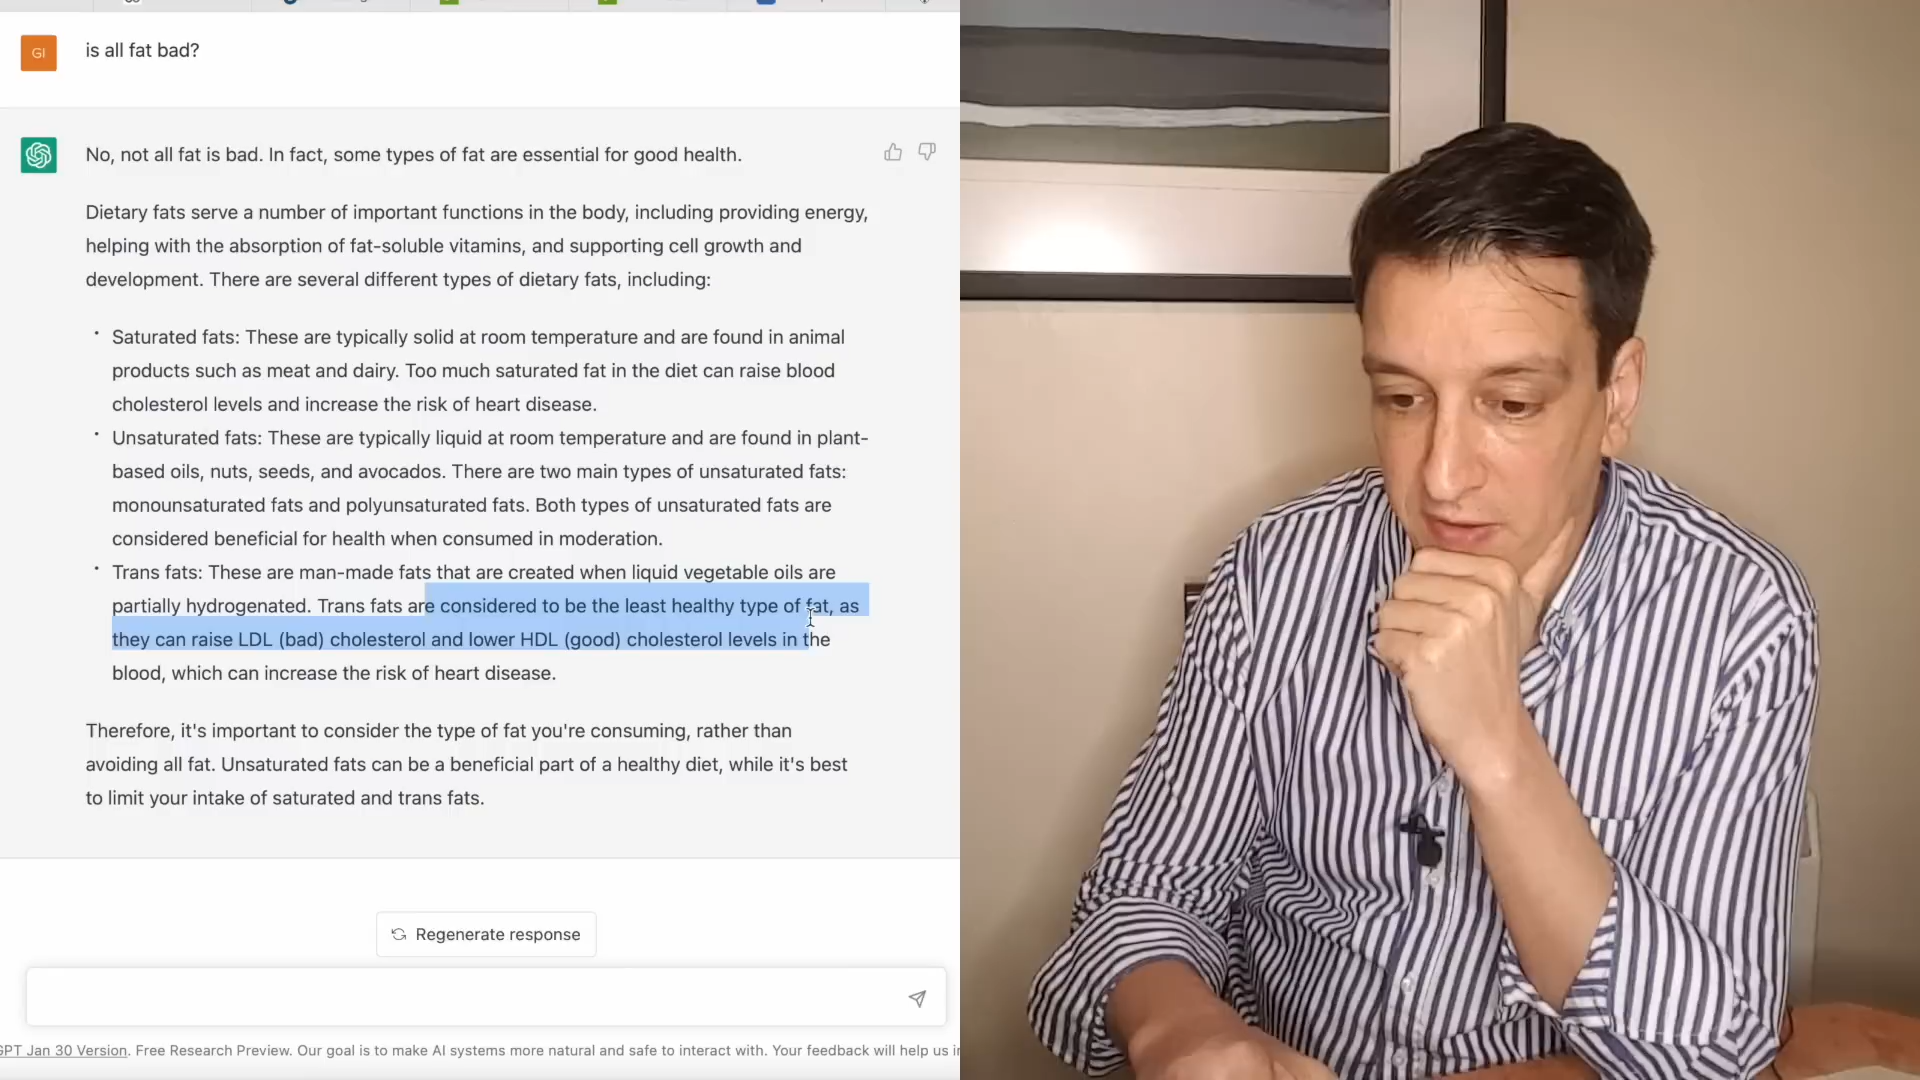 GI
is all fat bad?
No, not all fat is bad. In fact, some types of fat are essential for good health.
Dietary fats serve a number of important functions in the body, including providing energy,
helping with the absorption of fat-soluble vitamins, and supporting cell growth and
development. There are several different types of dietary fats, including:
• Saturated fats: These are typically solid at room temperature and are found in animal
products such as meat and dairy. Too much saturated fat in the diet can raise blood
cholesterol levels and increase the risk of heart disease.
• Unsaturated fats: These are typically liquid at room temperature and are found in plant-
based oils, nuts, seeds, and avocados. There are two main types of unsaturated fats:
monounsaturated fats and polyunsaturated fats. Both types of unsaturated fats are
considered beneficial for health when consumed in moderation.
• Trans fats: These are man-made fats that are created when liquid vegetable oils are
partially hydrogenated. Trans fats are considered to be the least healthy type of fat, as
they can raise LDL (bad) cholesterol and lower HDL (good) cholesterol levels in the
blood, which can increase the risk of heart disease.
Therefore, it's important to consider the type of fat you're consuming, rather than
avoiding all fat. Unsaturated fats can be a beneficial part of a healthy diet, while it's best
to limit your intake of saturated and trans fats.
Regenerate response
GPT Jan 30 Version. Free Research Preview. Our goal is to make AI systems more natural and safe to interact with. Your feedback will help us